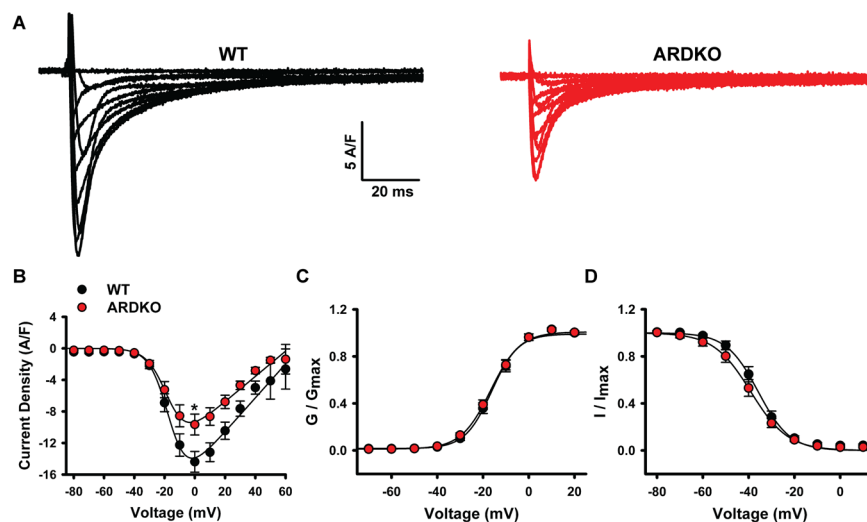 A
WT
ARDKO
5 A/F
20 ms
B
WT
ARDKO
Current Density (A/F)
4
0
-4
-8
-12
-16
*
-80 -60 -40 -20 0 20 40 60
Voltage (mV)
C
G / Gmax
1.2
0.8
0.4
0.0
-60 -40 -20 0 20
Voltage (mV)
D
I / Imax
1.2
0.8
0.4
0.0
-80 -60 -40 -20 0
Voltage (mV)